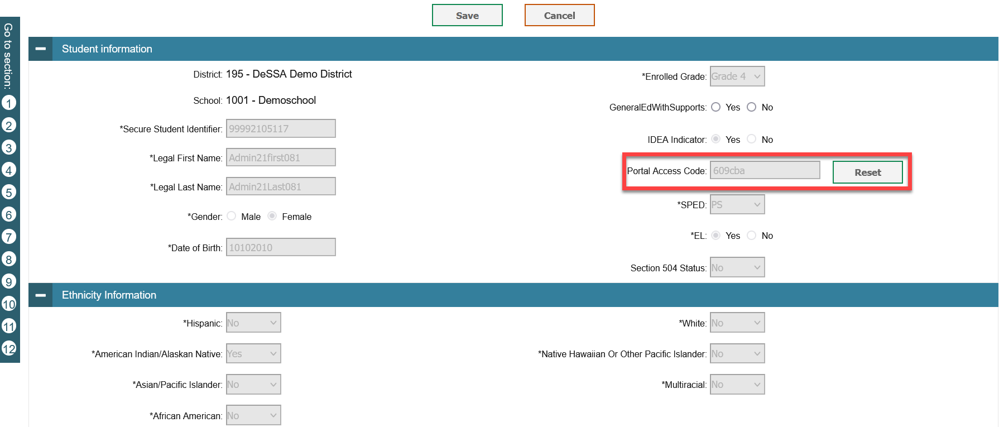 Save
Cancel
Go to section:
1
2
3
4
5
6
7
8
9
10
11
12
Student information
District: 195 - DeSSA Demo District
School: 1001 - Demoschool
*Secure Student Identifier: 99992105117
*Legal First Name: Admin21first081
*Legal Last Name: Admin21Last081
*Gender: Male Female
*Date of Birth: 10102010
*Enrolled Grade: Grade 4
GeneralEdWithSupports: Yes No
IDEA Indicator: Yes No
Portal Access Code: 609cba Reset
*SPED: PS
*EL: Yes No
Section 504 Status: No
Ethnicity Information
*Hispanic: No
*American Indian/Alaskan Native: Yes
*Asian/Pacific Islander: No
*African American: No
*White: No
*Native Hawaiian Or Other Pacific Islander: No
*Multiracial: No